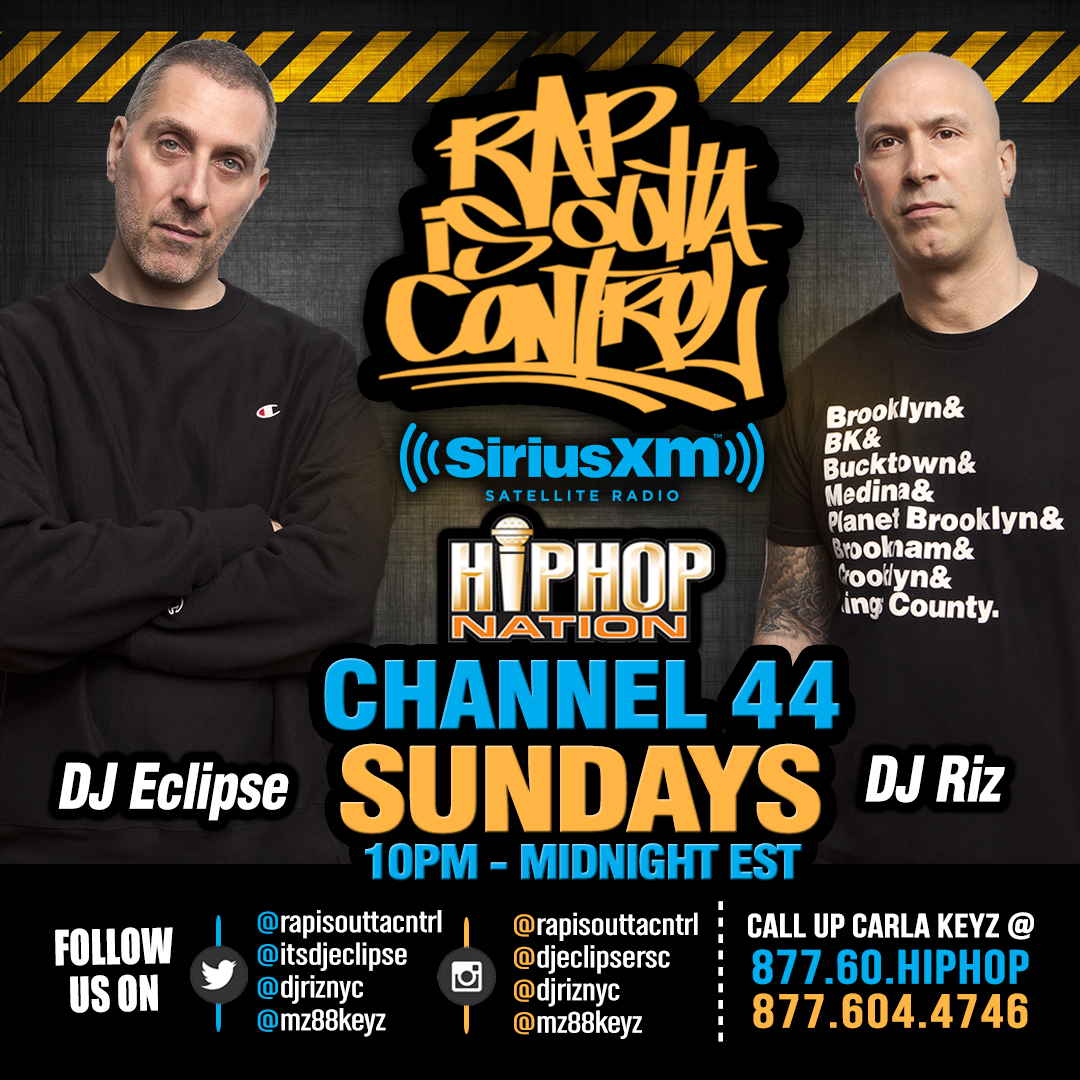 RAP
IS OUTTA
CONTROL
SiriusXM™
SATELLITE RADIO
HIPHOP
NATION
CHANNEL 44
SUNDAYS
10PM - MIDNIGHT EST
DJ Eclipse
DJ Riz
Brooklyn&
BK&
Bucktown&
Medina&
Planet Brooklyn&
Brooknam&
Crooklyn&
County.
FOLLOW
US ON
@rapisouttacntrl
@itsdjeclipse
@djriznyc
@mz88keyz
@rapisouttacntrl
@djeclipsersc
@djriznyc
@mz88keyz
CALL UP CARLA KEYZ @
877.60.HIPHOP
877.604.4746